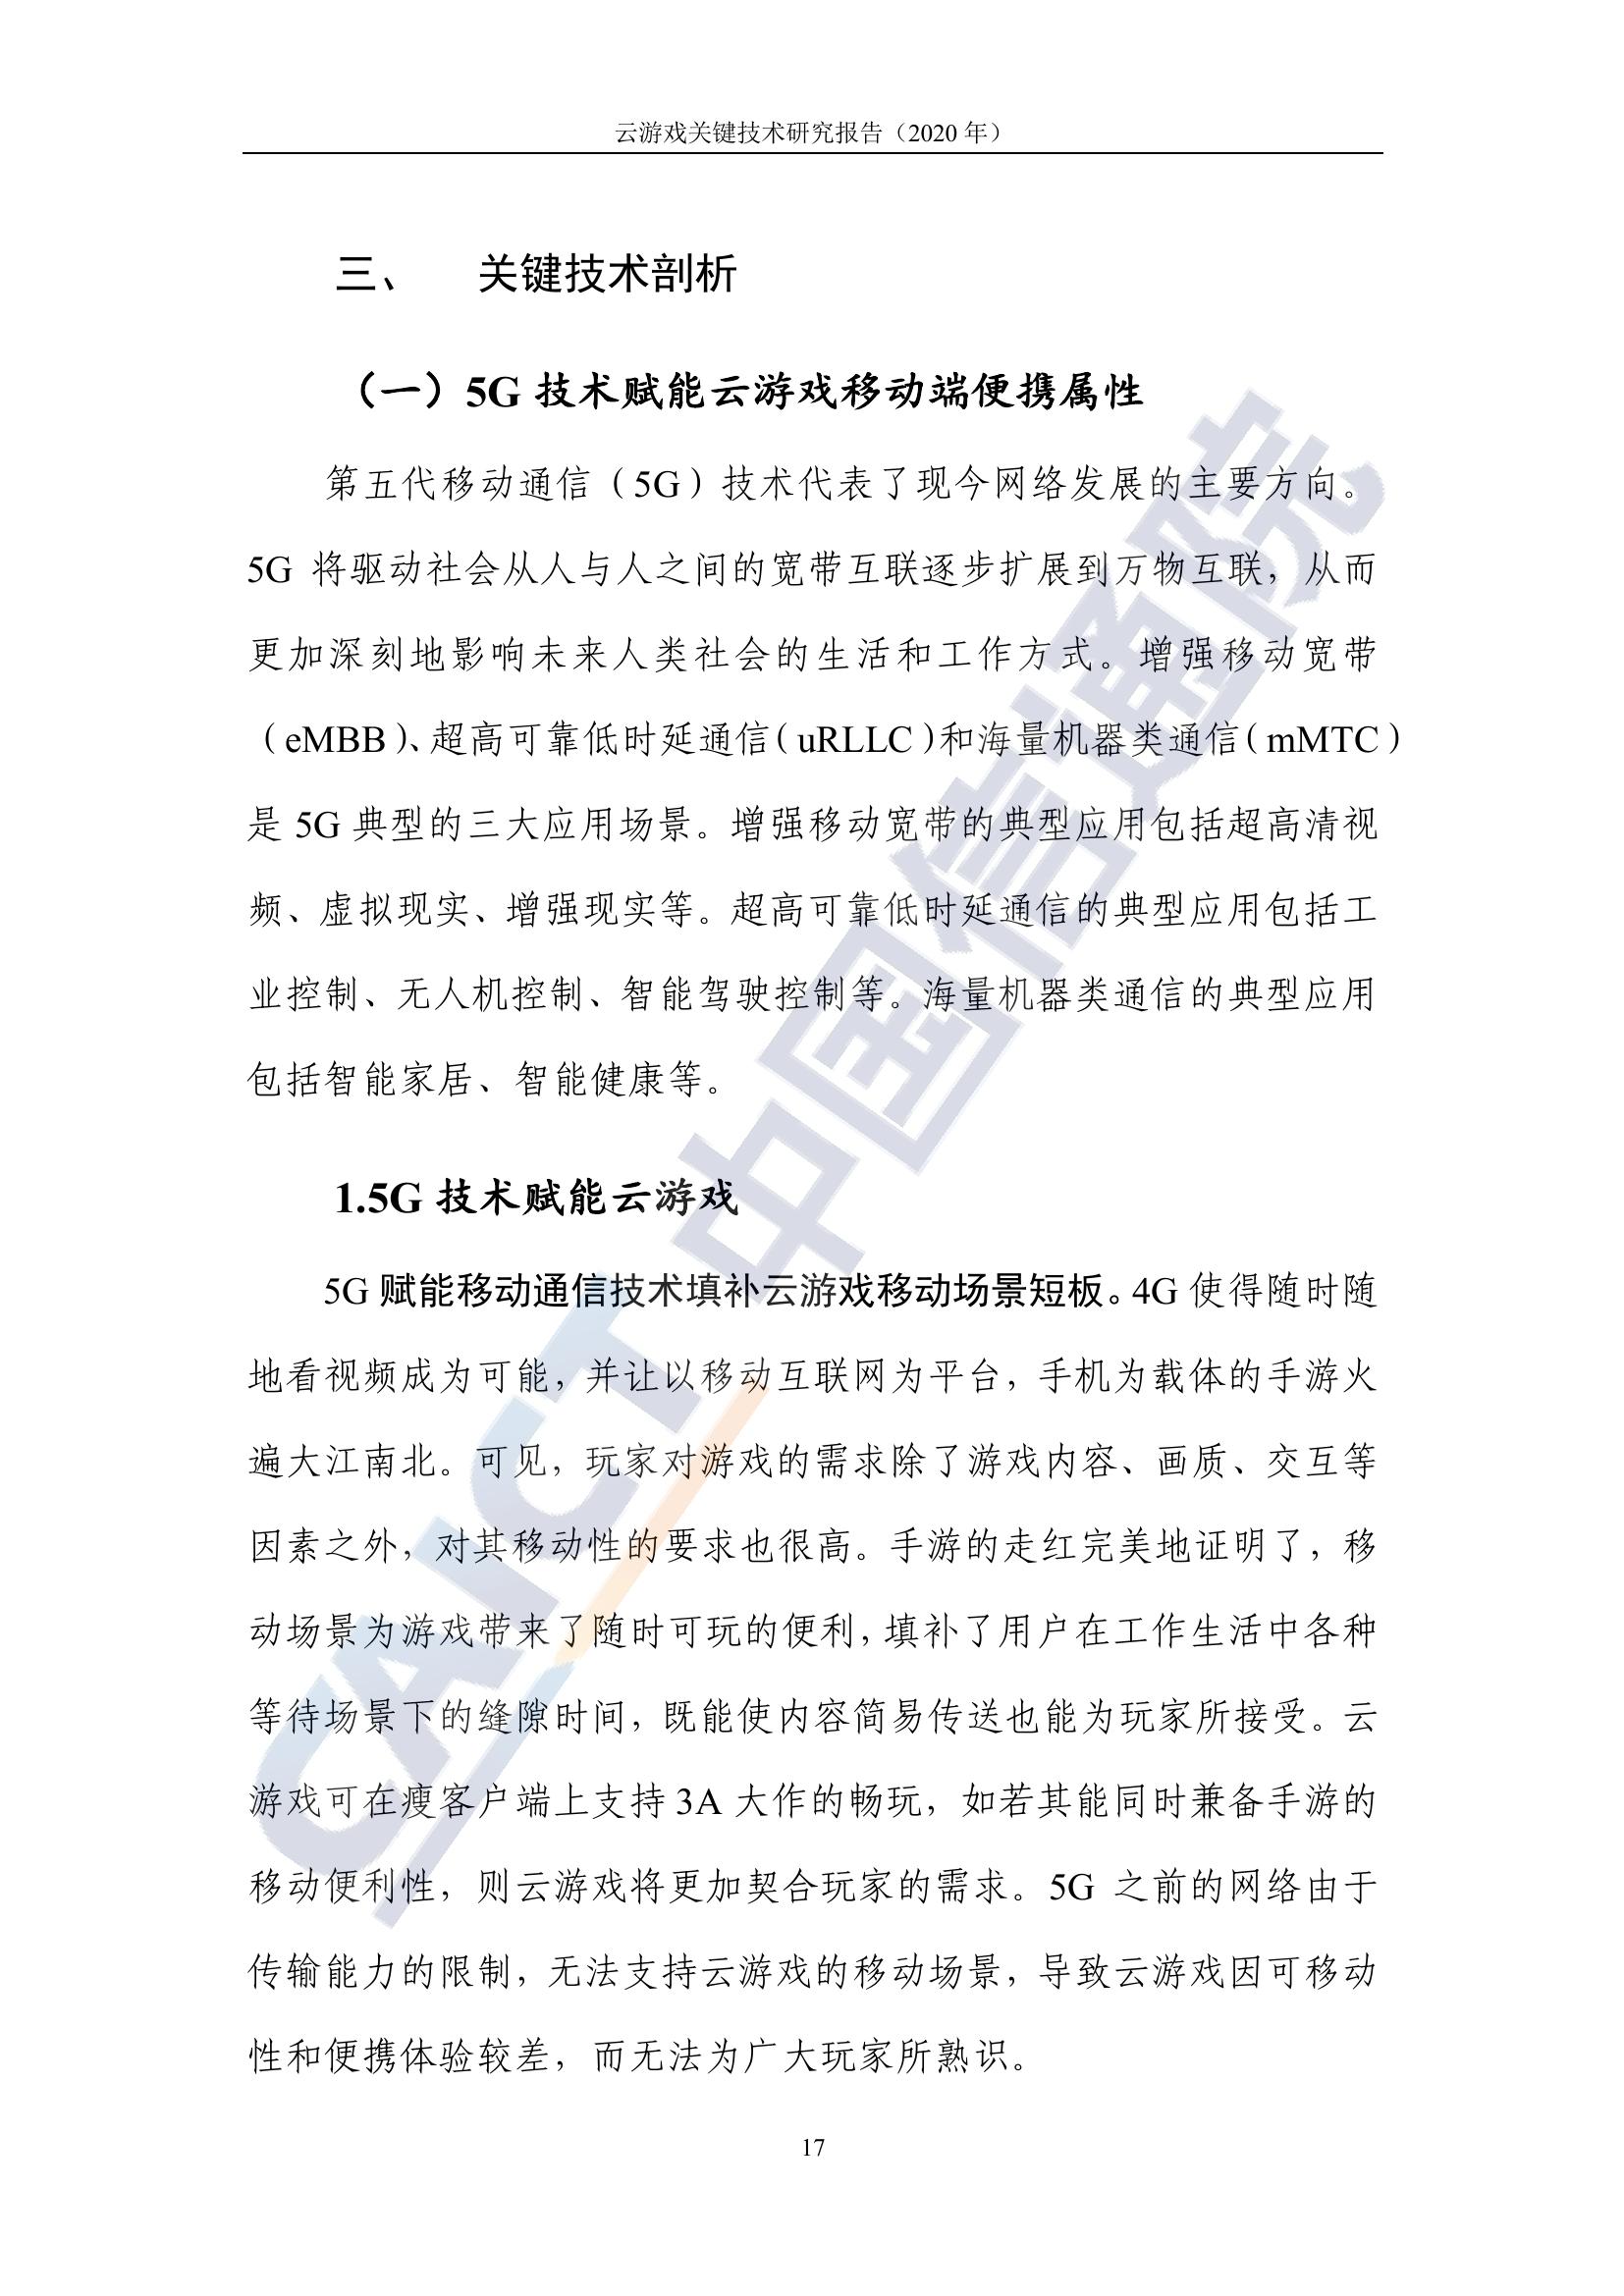 云游戏关键技术研究报告（2020 年）
三、 关键技术剖析
（一）5G 技术赋能云游戏移动端便携属性
第五代移动通信（5G）技术代表了现今网络发展的主要方向。
5G 将驱动社会从人与人之间的宽带互联逐步扩展到万物互联，从而
更加深刻地影响未来人类社会的生活和工作方式。增强移动宽带
（eMBB）、超高可靠低时延通信（uRLLC）和海量机器类通信（mMTC）
是 5G 典型的三大应用场景。增强移动宽带的典型应用包括超高清视
频、虚拟现实、增强现实等。超高可靠低时延通信的典型应用包括工
业控制、无人机控制、智能驾驶控制等。海量机器类通信的典型应用
包括智能家居、智能健康等。
1.5G 技术赋能云游戏
5G 赋能移动通信技术填补云游戏移动场景短板。4G 使得随时随
地看视频成为可能，并让以移动互联网为平台，手机为载体的手游火
遍大江南北。可见，玩家对游戏的需求除了游戏内容、画质、交互等
因素之外，对其移动性的要求也很高。手游的走红完美地证明了，移
动场景为游戏带来了随时可玩的便利，填补了用户在工作生活中各种
等待场景下的缝隙时间，既能使内容简易传送也能为玩家所接受。云
游戏可在瘦客户端上支持 3A 大作的畅玩，如若其能同时兼备手游的
移动便利性，则云游戏将更加契合玩家的需求。5G 之前的网络由于
传输能力的限制，无法支持云游戏的移动场景，导致云游戏因可移动
性和便携体验较差，而无法为广大玩家所熟识。
17
CAICT 中国信通院